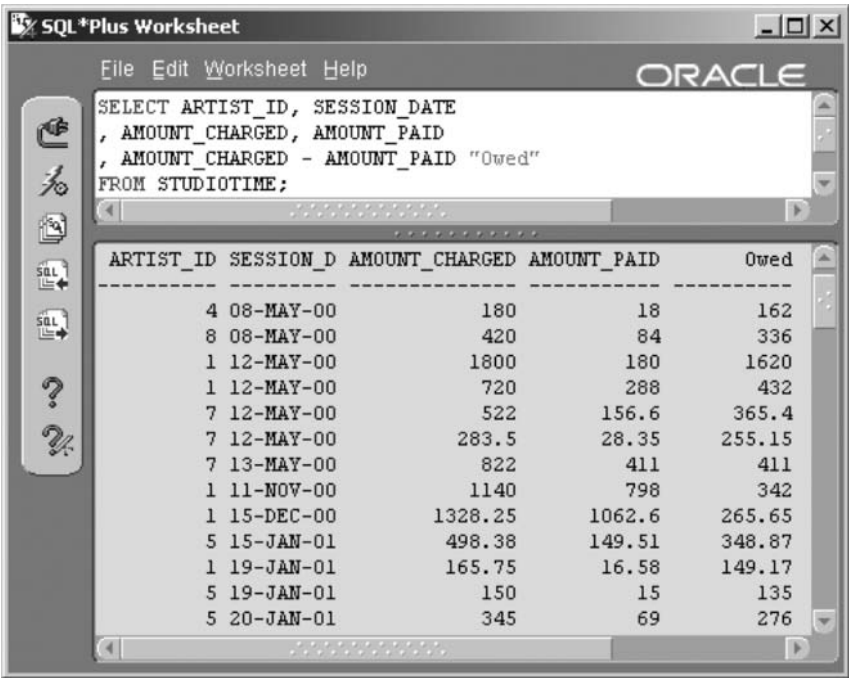 SQL*Plus Worksheet
File Edit Worksheet Help
ORACLE
SELECT ARTIST_ID, SESSION_DATE
, AMOUNT_CHARGED, AMOUNT_PAID
, AMOUNT_CHARGED - AMOUNT_PAID "Owed"
FROM STUDIOTIME;
ARTIST_ID SESSION_D AMOUNT_CHARGED AMOUNT_PAID Owed
---------- --------- -------------- ----------- ----------
4 08-MAY-00 180 18 162
8 08-MAY-00 420 84 336
1 12-MAY-00 1800 180 1620
1 12-MAY-00 720 288 432
7 12-MAY-00 522 156.6 365.4
7 12-MAY-00 283.5 28.35 255.15
7 13-MAY-00 822 411 411
1 11-NOV-00 1140 798 342
1 15-DEC-00 1328.25 1062.6 265.65
5 15-JAN-01 498.38 149.51 348.87
1 19-JAN-01 165.75 16.58 149.17
5 19-JAN-01 150 15 135
5 20-JAN-01 345 69 276
SQL
SQL